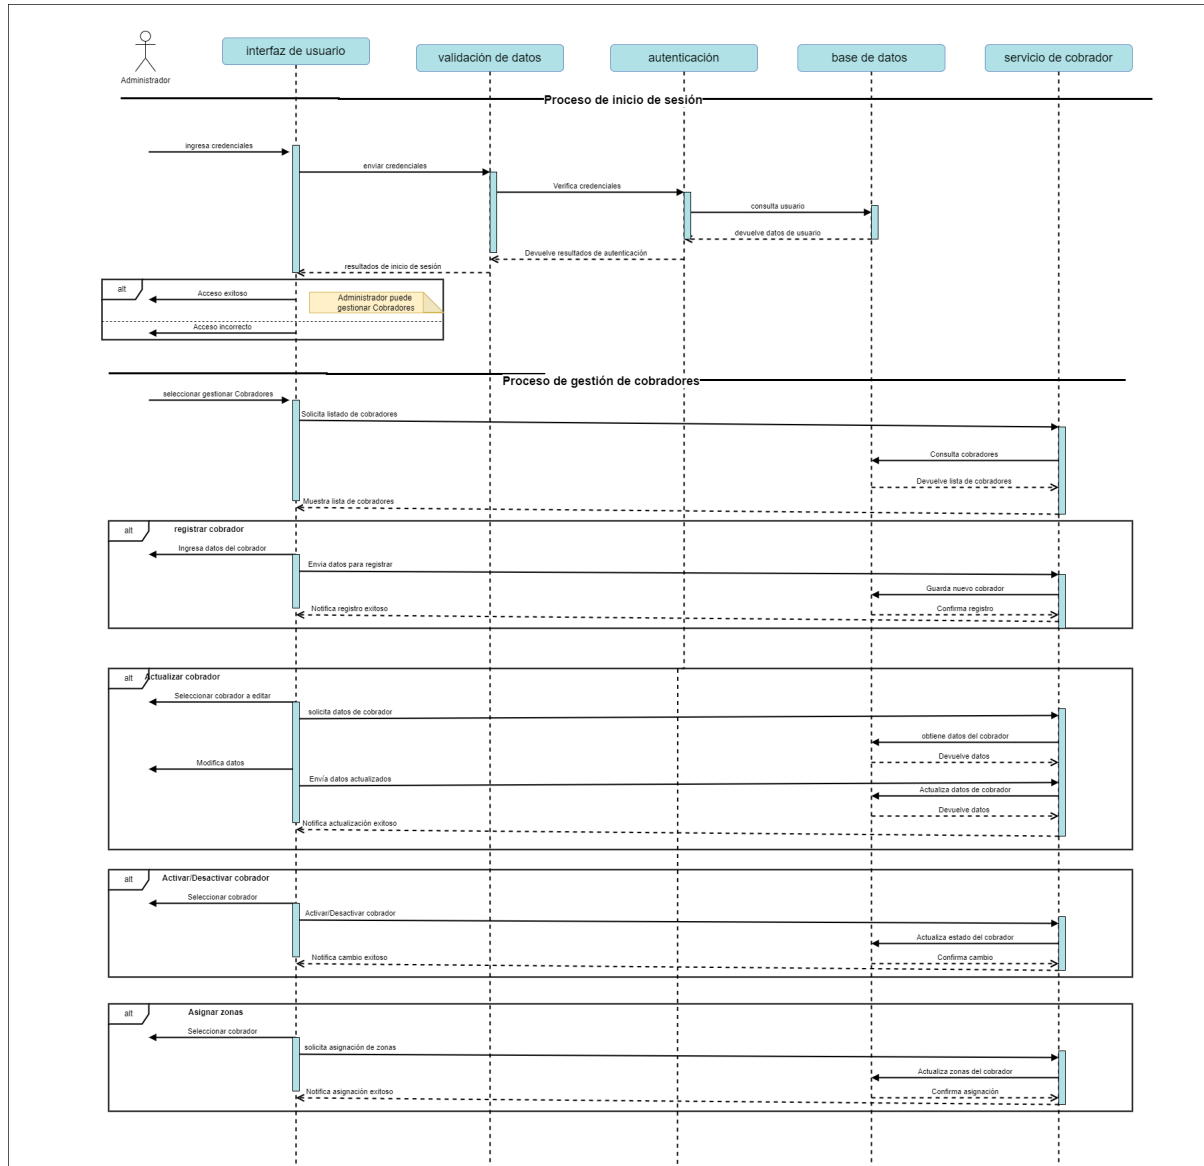 Administrador
interfaz de usuario
validación de datos
autenticación
base de datos
servicio de cobrador
Proceso de inicio de sesión
ingresa credenciales
enviar credenciales
Verifica credenciales
consulta usuario
devuelve datos de usuario
Devuelve resultados de autenticación
resultados de inicio de sesión
alt
Acceso exitoso
Administrador puede
gestionar Cobradores
Acceso incorrecto
Proceso de gestión de cobradores
seleccionar gestionar Cobradores
Solicita listado de cobradores
Consulta cobradores
Devuelve lista de cobradores
Muestra lista de cobradores
alt
registrar cobrador
Ingresa datos del cobrador
Envia datos para registrar
Guarda nuevo cobrador
Notifica registro exitoso
Confirma registro
alt
Actualizar cobrador
Seleccionar cobrador a editar
solicita datos de cobrador
obtiene datos del cobrador
Devuelve datos
Modifica datos
Envía datos actualizados
Actualiza datos de cobrador
Devuelve datos
Notifica actualización exitoso
alt
Activar/Desactivar cobrador
Seleccionar cobrador
Activar/Desactivar cobrador
Actualiza estado del cobrador
Notifica cambio exitoso
Confirma cambio
alt
Asignar zonas
Seleccionar cobrador
solicita asignación de zonas
Actualiza zonas del cobrador
Notifica asignación exitoso
Confirma asignación